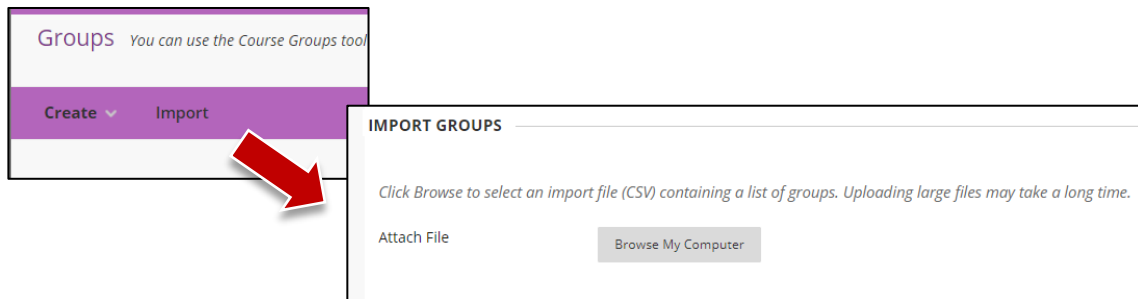 Groups You can use the Course Groups tool
Create Import
IMPORT GROUPS
Click Browse to select an import file (CSV) containing a list of groups. Uploading large files may take a long time.
Attach File Browse My Computer